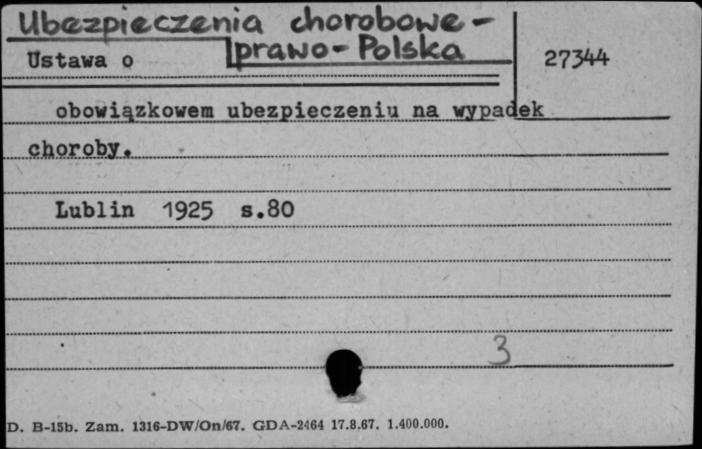 Ubezpieczenia chorobowe -
prawo - Polska
Ustawa o
27344
obowiązkowem ubezpieczeniu na wypadek
choroby.
Lublin 1925 s.80
3
D. B-15b. Zam. 1316-DW/On/67. GDA-2464 17.8.67. 1.400.000.